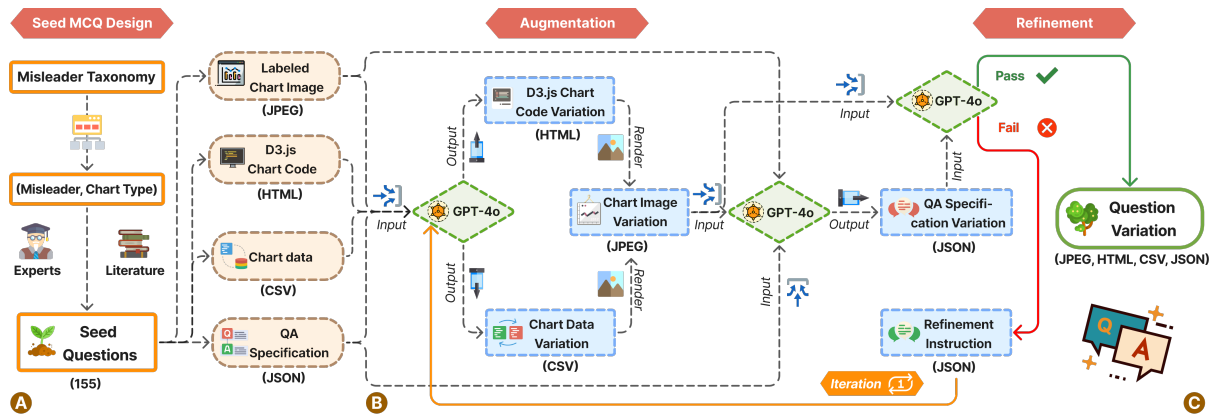 Seed MCQ Design
Augmentation
Refinement
Misleader Taxonomy
(Misleader, Chart Type)
Experts
Literature
Seed
Questions
(155)
A
Labeled
Chart Image
(JPEG)
D3.js
Chart Code
(HTML)
Chart data
(CSV)
QA
Specification
(JSON)
Q
A
B
Input
GPT-4o
Output
Output
D3.js Chart
Code Variation
(HTML)
Render
Chart Image
Variation
(JPEG)
Render
Chart Data
Variation
(CSV)
Input
GPT-4o
Input
Output
QA Specifi-
cation Variation
(JSON)
Input
Input
GPT-4o
Pass
Fail
Refinement
Instruction
(JSON)
Iteration
1
Question
Variation
(JPEG, HTML, CSV, JSON)
Q
A
C